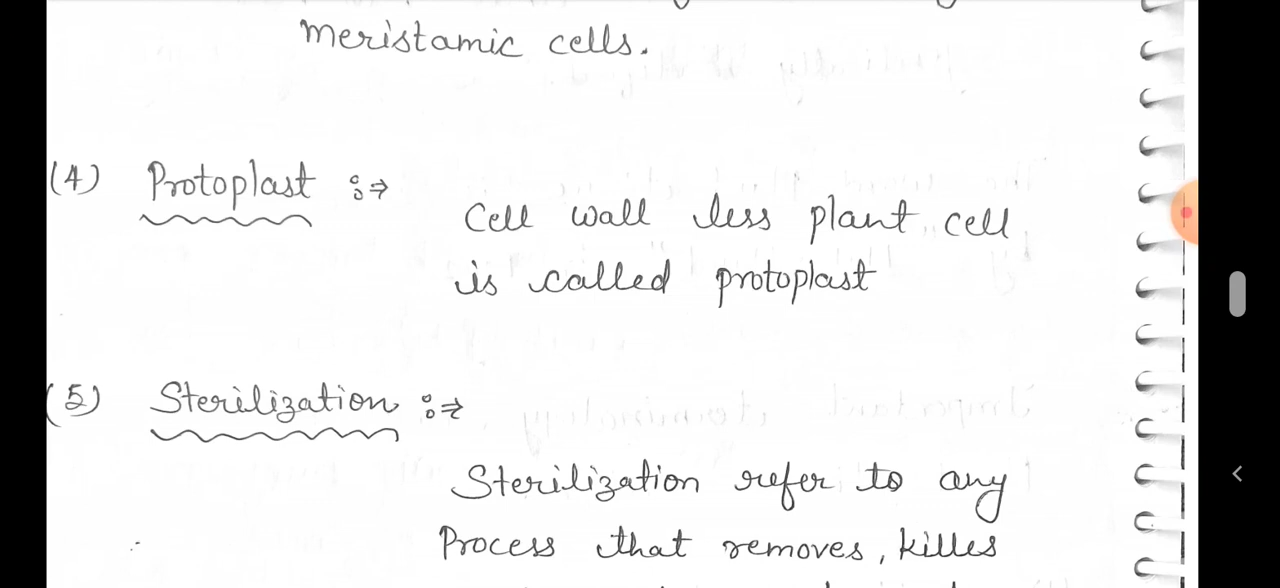 meristamic cells.
(4) Protoplast :⇒
Cell wall less plant cell
is called protoplast
(5) Sterilization :⇒
Sterilization refer to any
Process that removes, killes